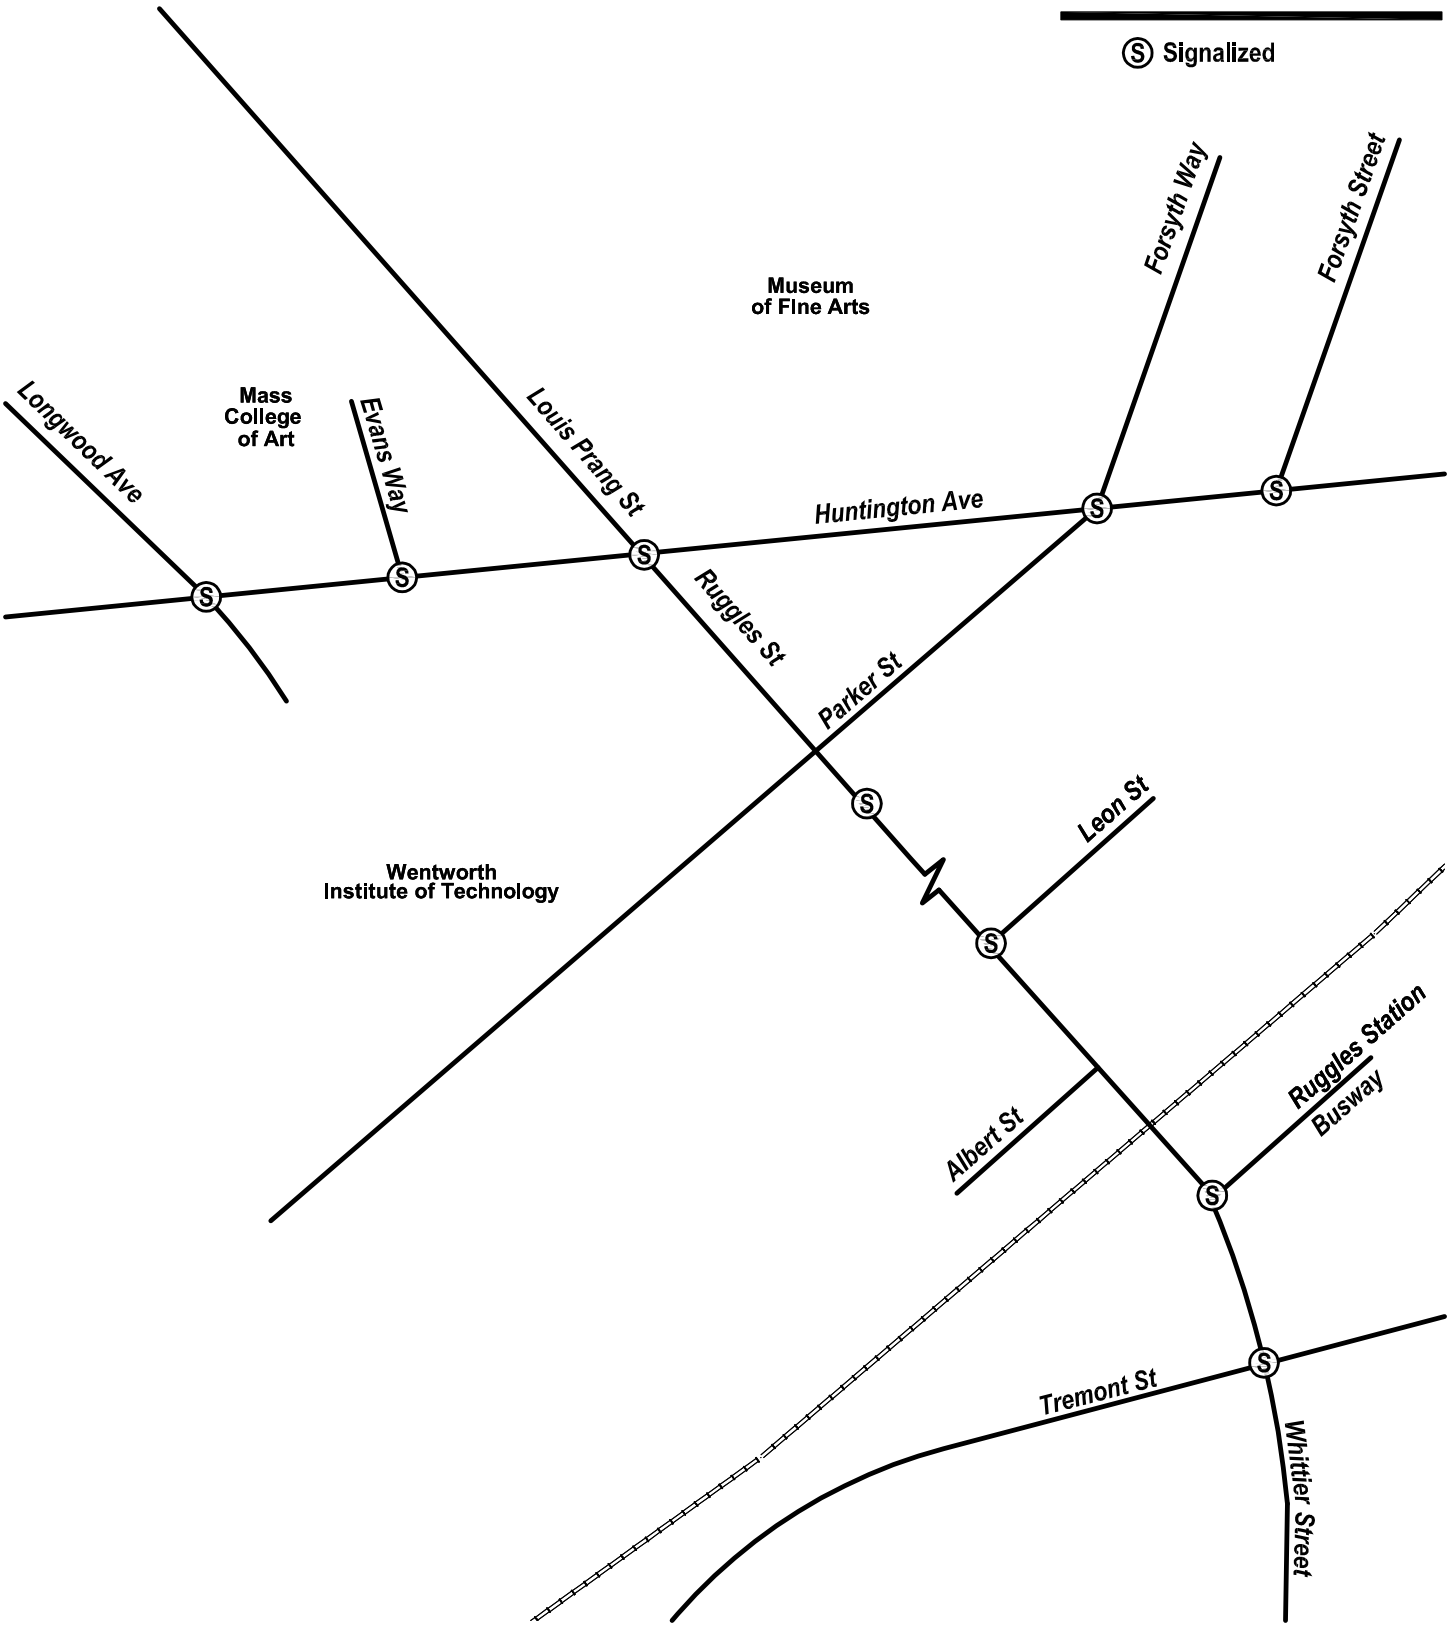 Ⓢ Signalized
Forsyth Way
Forsyth Street
Museum
of FIne Arts
Longwood Ave
Mass
College
of Art
Evans Way
Louis Prang St
Huntington Ave
S
S
S
S
S
Ruggles St
Parker St
S
Leon St
Wentworth
Institute of Technology
S
Ruggles Station
Busway
Albert St
S
S
Tremont St
Whittier Street